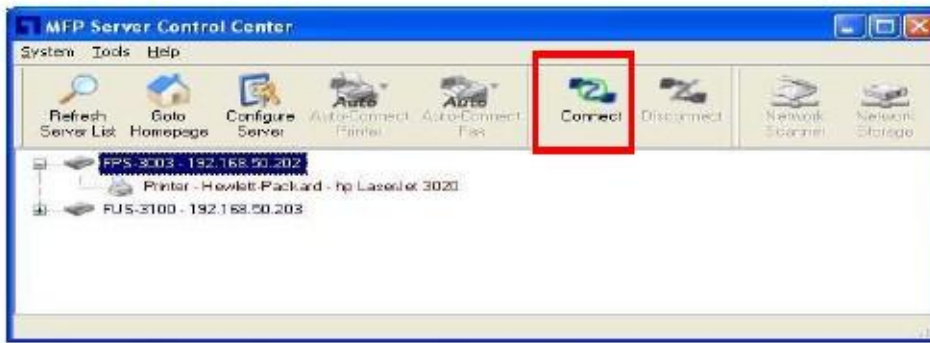 MFP Server Control Center
System Tools Help
Refresh Server List
Goto Homepage
Configure Server
Auto
Auto-Connect Printer
Auto
Auto-Connect Fax
Connect
Disconnect
Network Scanner
Network Storage
FPS-3003 - 192.168.50.202
Printer - Hewlett-Packard - hp LaserJet 3020
FUS-3100 - 192.168.50.203